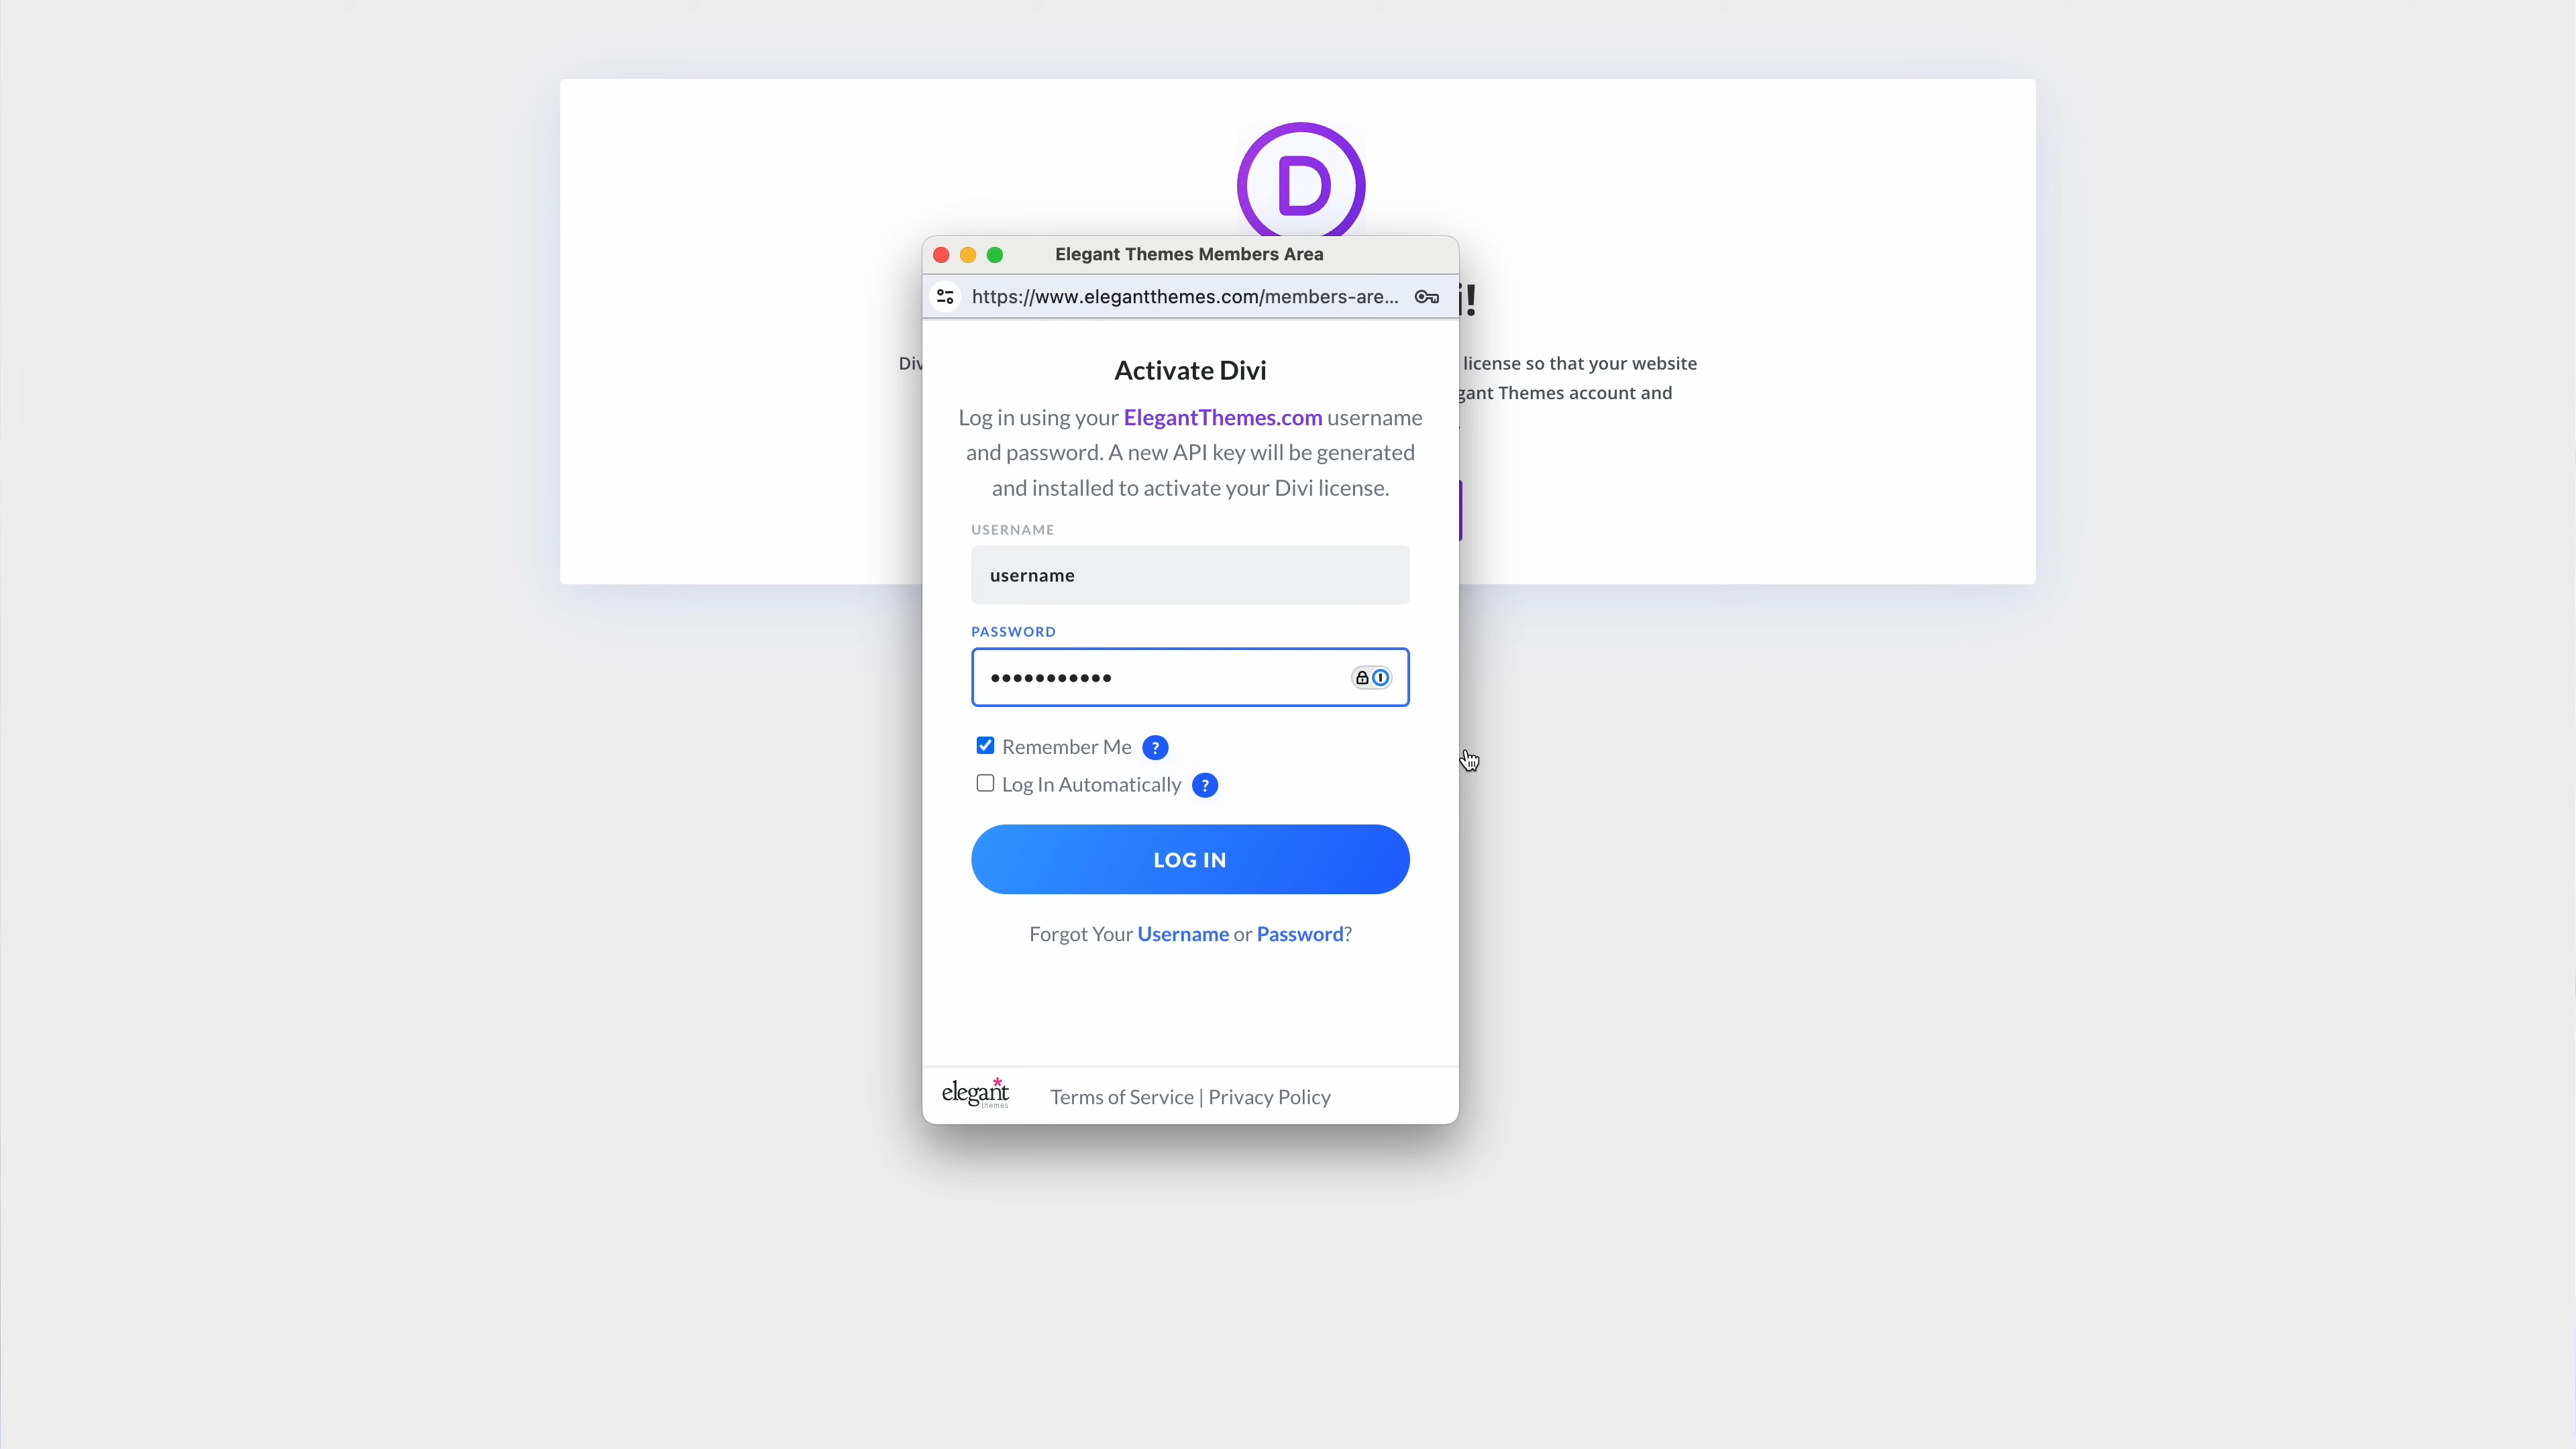 D
Elegant Themes Members Area
https://www.elegantthemes.com/members-are...
i!
Activate Divi
license so that your website
gant Themes account and
Log in using your ElegantThemes.com username
and password. A new API key will be generated
and installed to activate your Divi license.
USERNAME
username
PASSWORD
•••••••••••
Remember Me ?
Log In Automatically ?
LOG IN
Forgot Your Username or Password?
elegant themes
Terms of Service | Privacy Policy